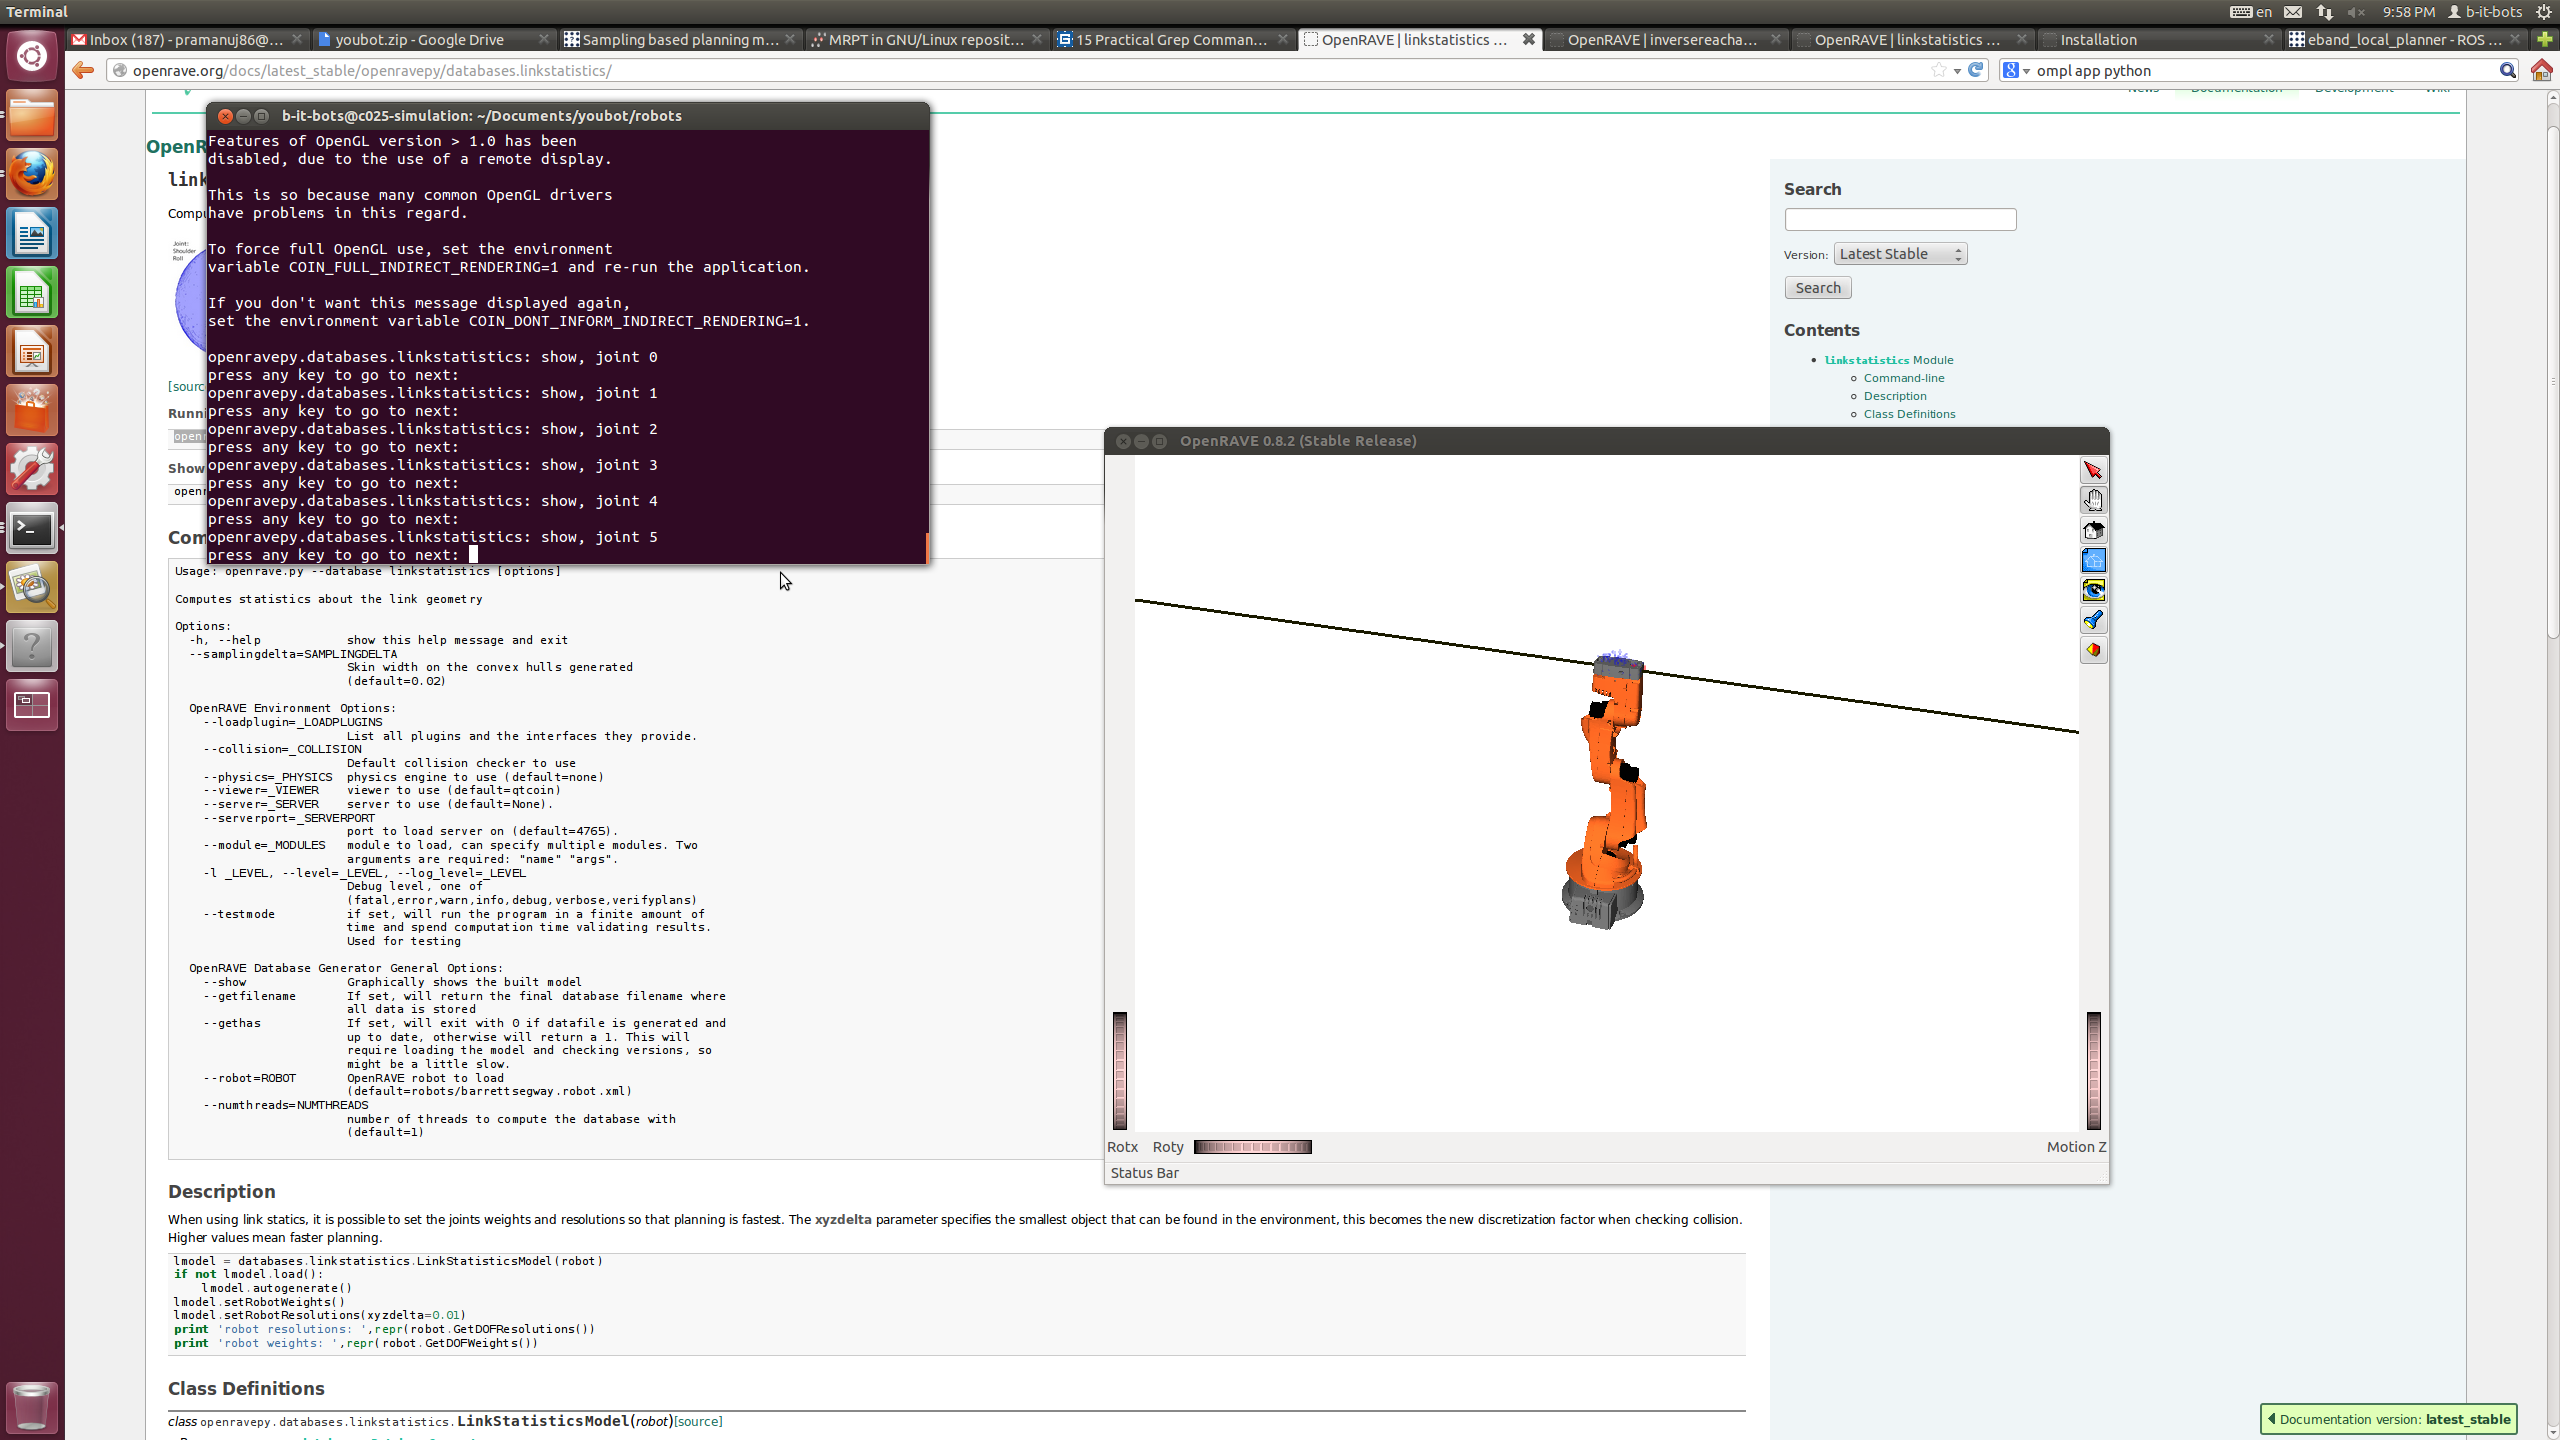 Terminal
en
9:58 PM
b-it-bots
Inbox (187) - pramanuj86@...
youbot.zip - Google Drive
Sampling based planning m...
MRPT in GNU/Linux reposit...
15 Practical Grep Comman...
OpenRAVE | linkstatistics ...
OpenRAVE | inversereacha...
OpenRAVE | linkstatistics ...
Installation
eband_local_planner - ROS ...
openrave.org/docs/latest_stable/openravepy/databases.linkstatistics/
ompl app python
News Documentation Development Wiki
b-it-bots@c025-simulation: ~/Documents/youbot/robots
Features of OpenGL version > 1.0 has been
disabled, due to the use of a remote display.
This is so because many common OpenGL drivers
have problems in this regard.
To force full OpenGL use, set the environment
variable COIN_FULL_INDIRECT_RENDERING=1 and re-run the application.
If you don't want this message displayed again,
set the environment variable COIN_DONT_INFORM_INDIRECT_RENDERING=1.
openravepy.databases.linkstatistics: show, joint 0
press any key to go to next:
openravepy.databases.linkstatistics: show, joint 1
press any key to go to next:
openravepy.databases.linkstatistics: show, joint 2
press any key to go to next:
openravepy.databases.linkstatistics: show, joint 3
press any key to go to next:
openravepy.databases.linkstatistics: show, joint 4
press any key to go to next:
openravepy.databases.linkstatistics: show, joint 5
press any key to go to next:
OpenR
link
Compu
Joint:
Shoulder
Roll
[sourc
Runni
openr
Show
openr
Com
Usage: openrave.py --database linkstatistics [options]
Computes statistics about the link geometry
Options:
-h, --help show this help message and exit
--samplingdelta=SAMPLINGDELTA
Skin width on the convex hulls generated
(default=0.02)
OpenRAVE Environment Options:
--loadplugin=_LOADPLUGINS
List all plugins and the interfaces they provide.
--collision=_COLLISION
Default collision checker to use
--physics=_PHYSICS physics engine to use (default=none)
--viewer=_VIEWER viewer to use (default=qtcoin)
--server=_SERVER server to use (default=None).
--serverport=_SERVERPORT
port to load server on (default=4765).
--module=_MODULES module to load, can specify multiple modules. Two
arguments are required: "name" "args".
-l _LEVEL, --level=_LEVEL, --log_level=_LEVEL
Debug level, one of
(fatal,error,warn,info,debug,verbose,verifyplans)
--testmode if set, will run the program in a finite amount of
time and spend computation time validating results.
Used for testing
OpenRAVE Database Generator General Options:
--show Graphically shows the built model
--getfilename If set, will return the final database filename where
all data is stored
--gethas If set, will exit with 0 if datafile is generated and
up to date, otherwise will return a 1. This will
require loading the model and checking versions, so
might be a little slow.
--robot=ROBOT OpenRAVE robot to load
(default=robots/barrettsegway.robot.xml)
--numthreads=NUMTHREADS
number of threads to compute the database with
(default=1)
Description
When using link statics, it is possible to set the joints weights and resolutions so that planning is fastest. The xyzdelta parameter specifies the smallest object that can be found in the environment, this becomes the new discretization factor when checking collision.
Higher values mean faster planning.
lmodel = databases.linkstatistics.LinkStatisticsModel(robot)
if not lmodel.load():
lmodel.autogenerate()
lmodel.setRobotWeights()
lmodel.setRobotResolutions(xyzdelta=0.01)
print 'robot resolutions: ',repr(robot.GetDOFResolutions())
print 'robot weights: ',repr(robot.GetDOFWeights())
Class Definitions
class openravepy.databases.linkstatistics.LinkStatisticsModel(robot)[source]
Search
Version: Latest Stable
Search
Contents
linkstatistics Module
Command-line
Description
Class Definitions
OpenRAVE 0.8.2 (Stable Release)
Rotx Roty
Motion Z
Status Bar
Documentation version: latest_stable